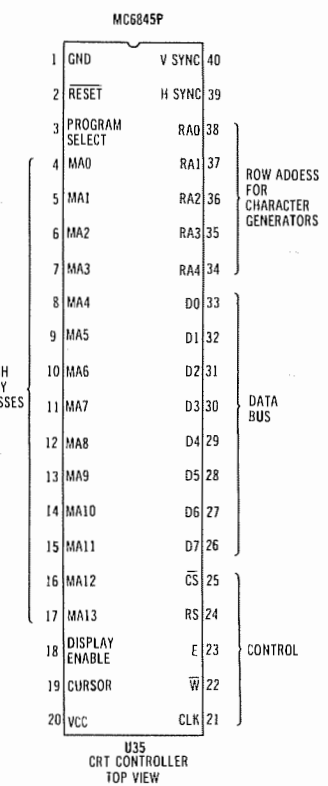 MC6845P
1 GND V SYNC 40
2 RESET H SYNC 39
3 PROGRAM SELECT RA0 38
4 MA0 RA1 37
5 MA1 RA2 36
6 MA2 RA3 35
7 MA3 RA4 34
ROW ADDESS
FOR
CHARACTER
GENERATORS
8 MA4 D0 33
9 MA5 D1 32
10 MA6 D2 31
11 MA7 D3 30
12 MA8 D4 29
13 MA9 D5 28
14 MA10 D6 27
15 MA11 D7 26
H
Y
SSES
DATA
BUS
16 MA12 CS 25
17 MA13 RS 24
18 DISPLAY ENABLE E 23
19 CURSOR W 22
20 VCC CLK 21
CONTROL
U35
CRT CONTROLLER
TOP VIEW